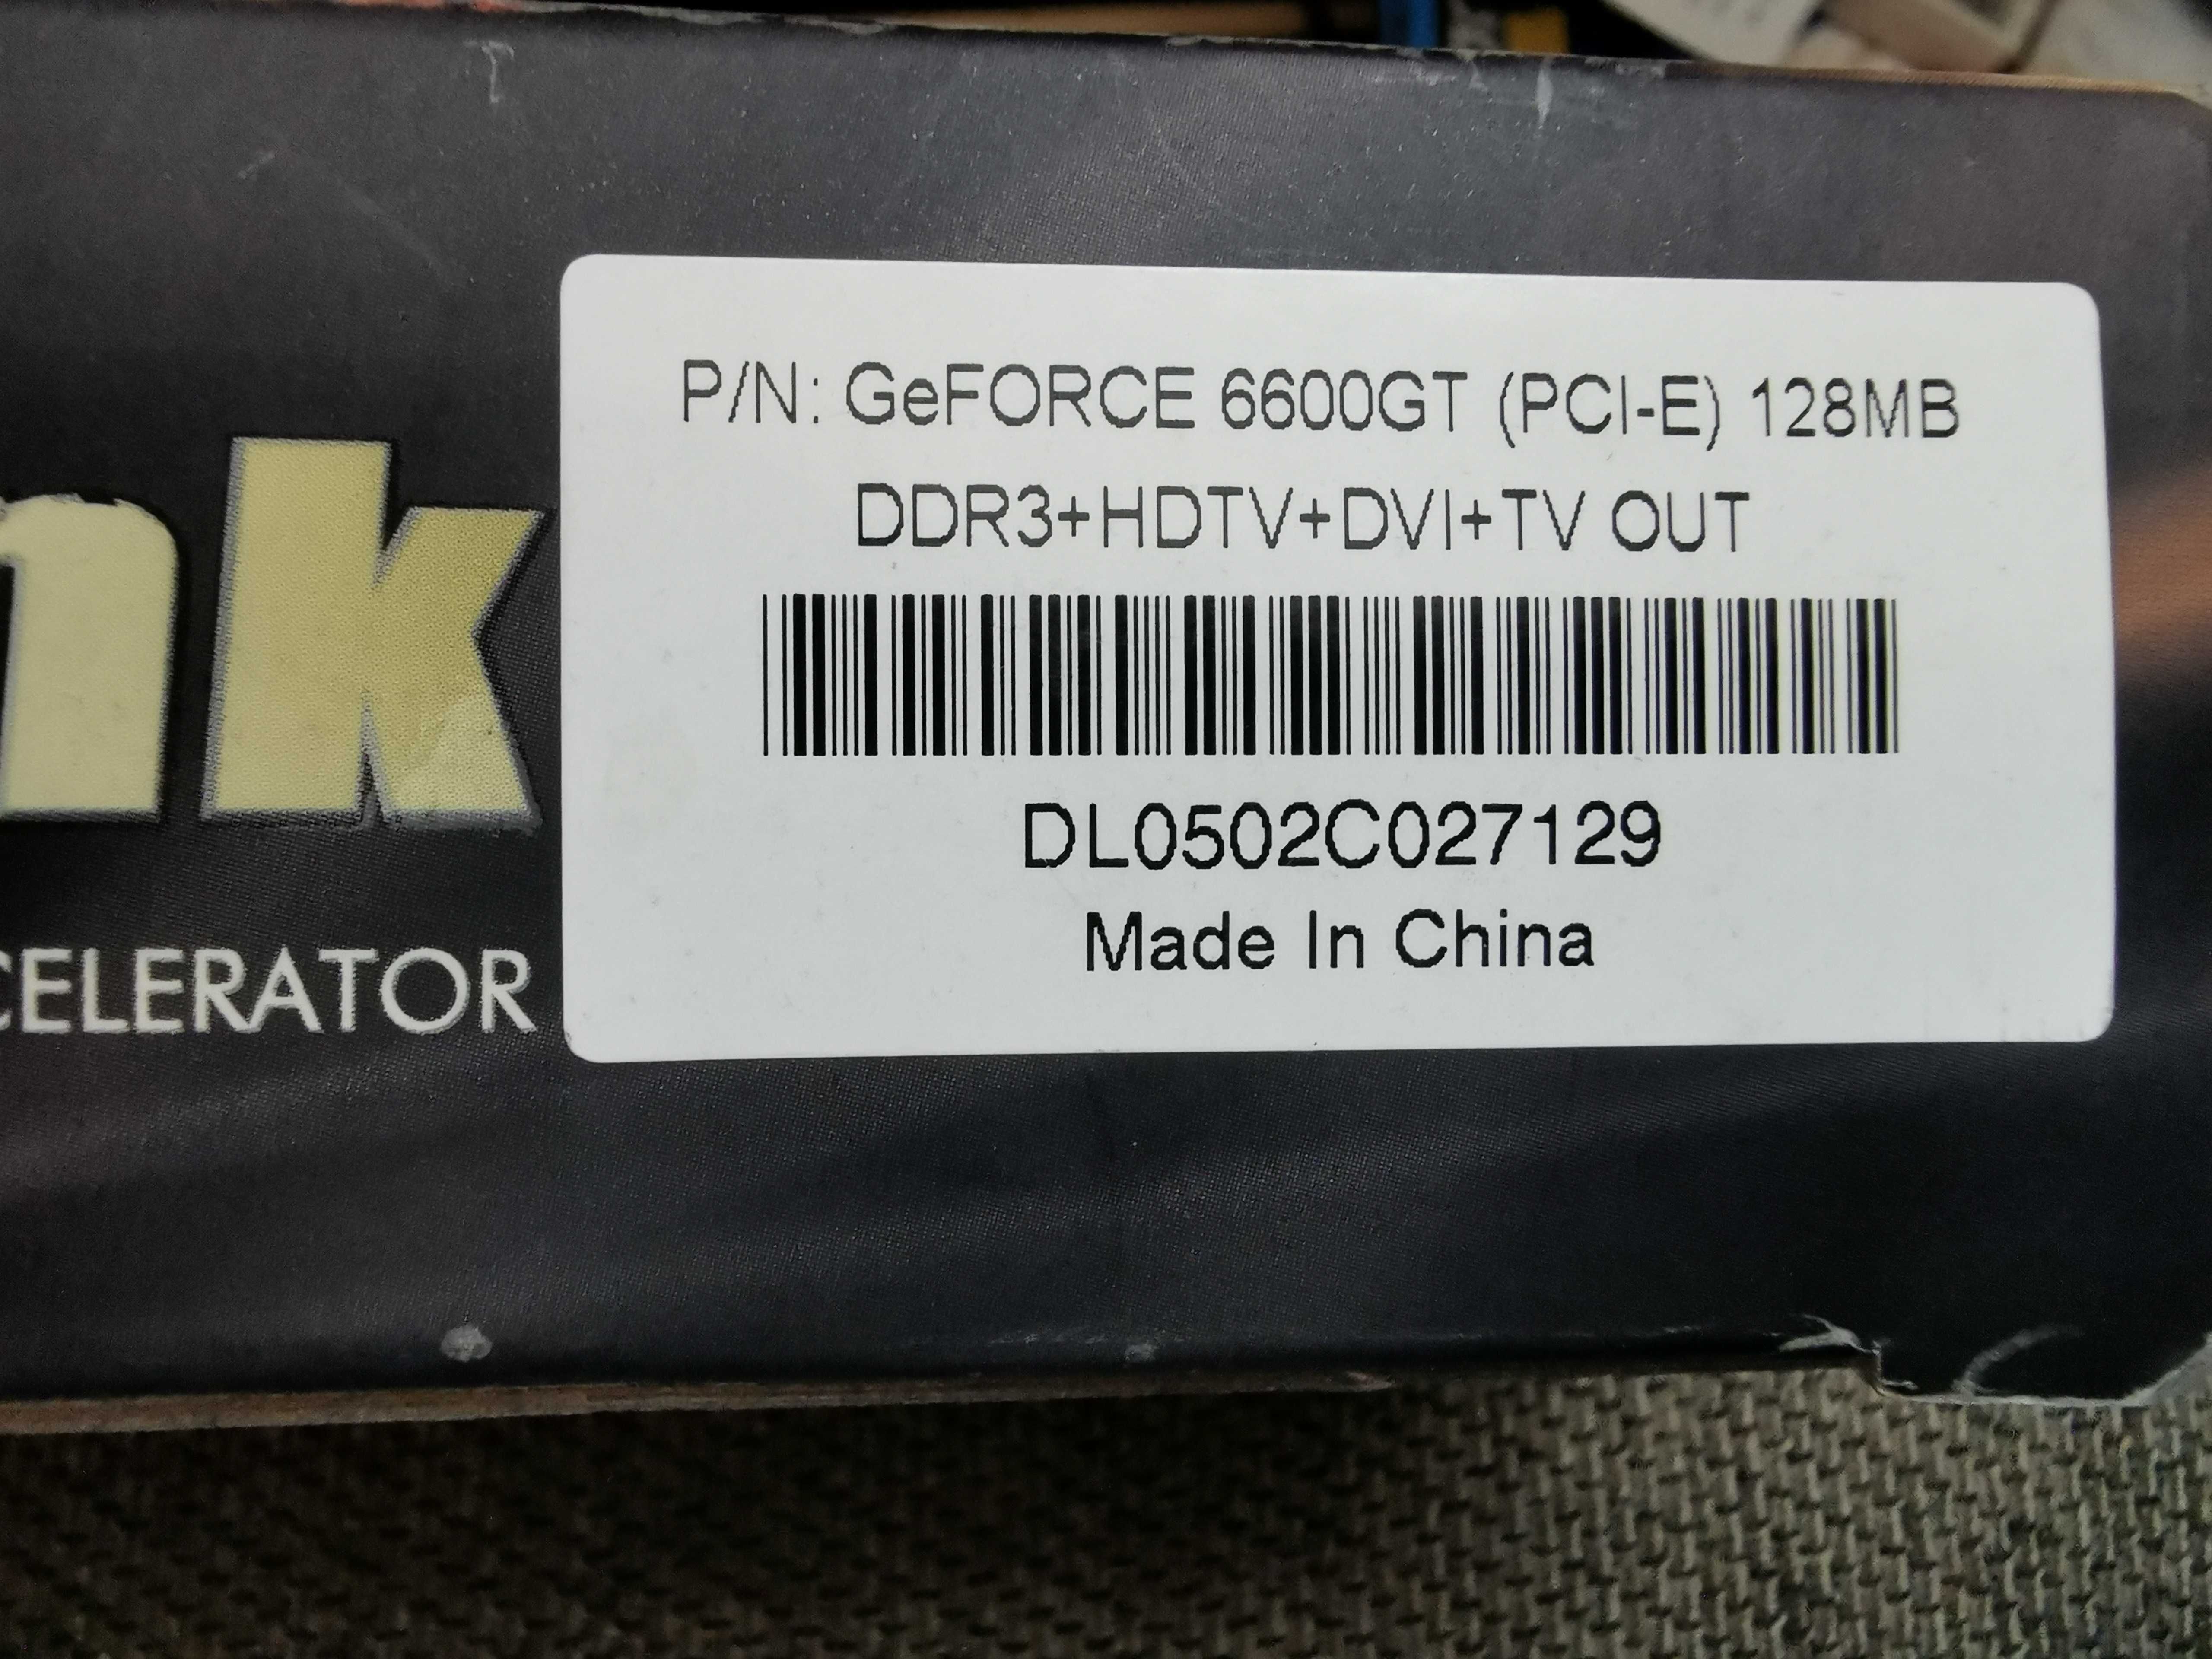 P/N: GeFORCE 6600GT (PCI-E) 128MB
DDR3+HDTV+DVI+TV OUT
DL0502C027129
Made In China
nk
CELERATOR